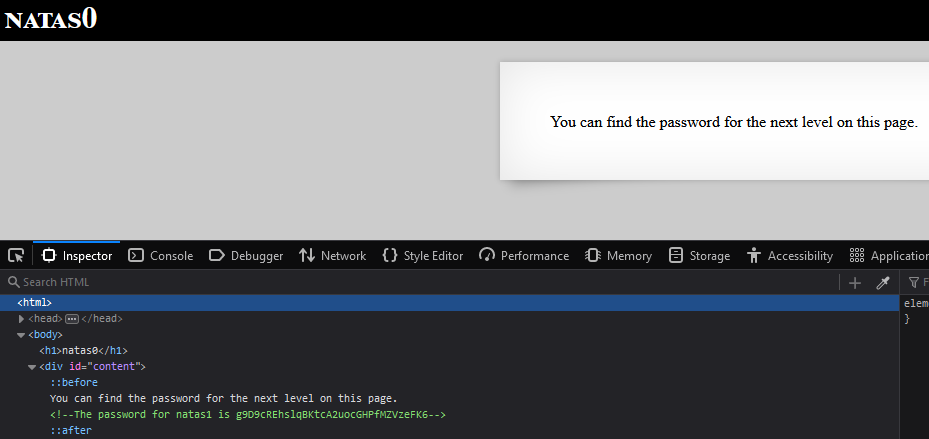 NATAS0
You can find the password for the next level on this page.
Inspector Console Debugger Network Style Editor Performance Memory Storage Accessibility Application
Search HTML
<html>
<head> </head>
<body>
<h1>natas0</h1>
<div id="content">
::before
You can find the password for the next level on this page.
<!--The password for natas1 is g9D9cREhslqBKtcA2uocGHPfMZVzeFK6-->
::after
F
elem
}